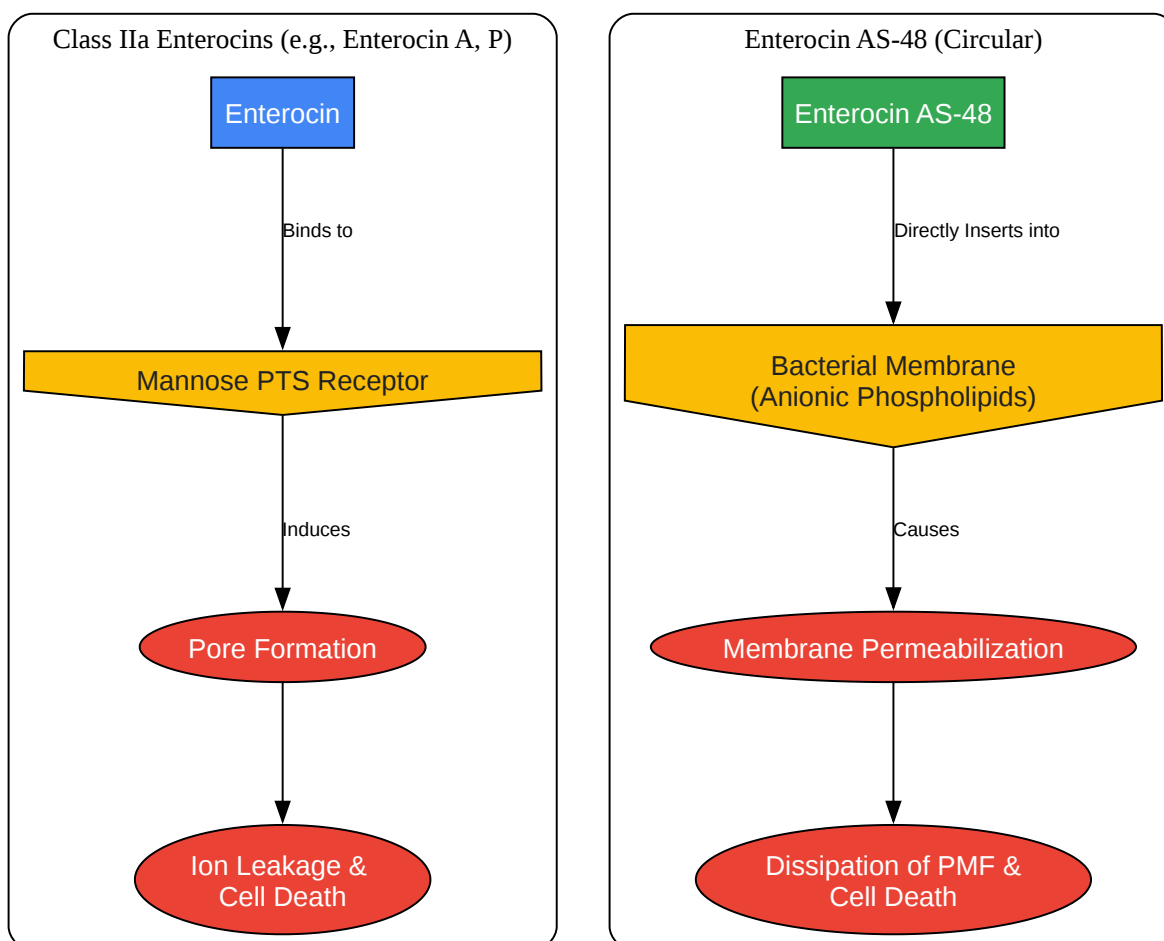 Class IIa Enterocins (e.g., Enterocin A, P)
Enterocin
Binds to
Mannose PTS Receptor
Induces
Pore Formation
Ion Leakage &
Cell Death
Enterocin AS-48 (Circular)
Enterocin AS-48
Directly Inserts into
Bacterial Membrane
(Anionic Phospholipids)
Causes
Membrane Permeabilization
Dissipation of PMF &
Cell Death